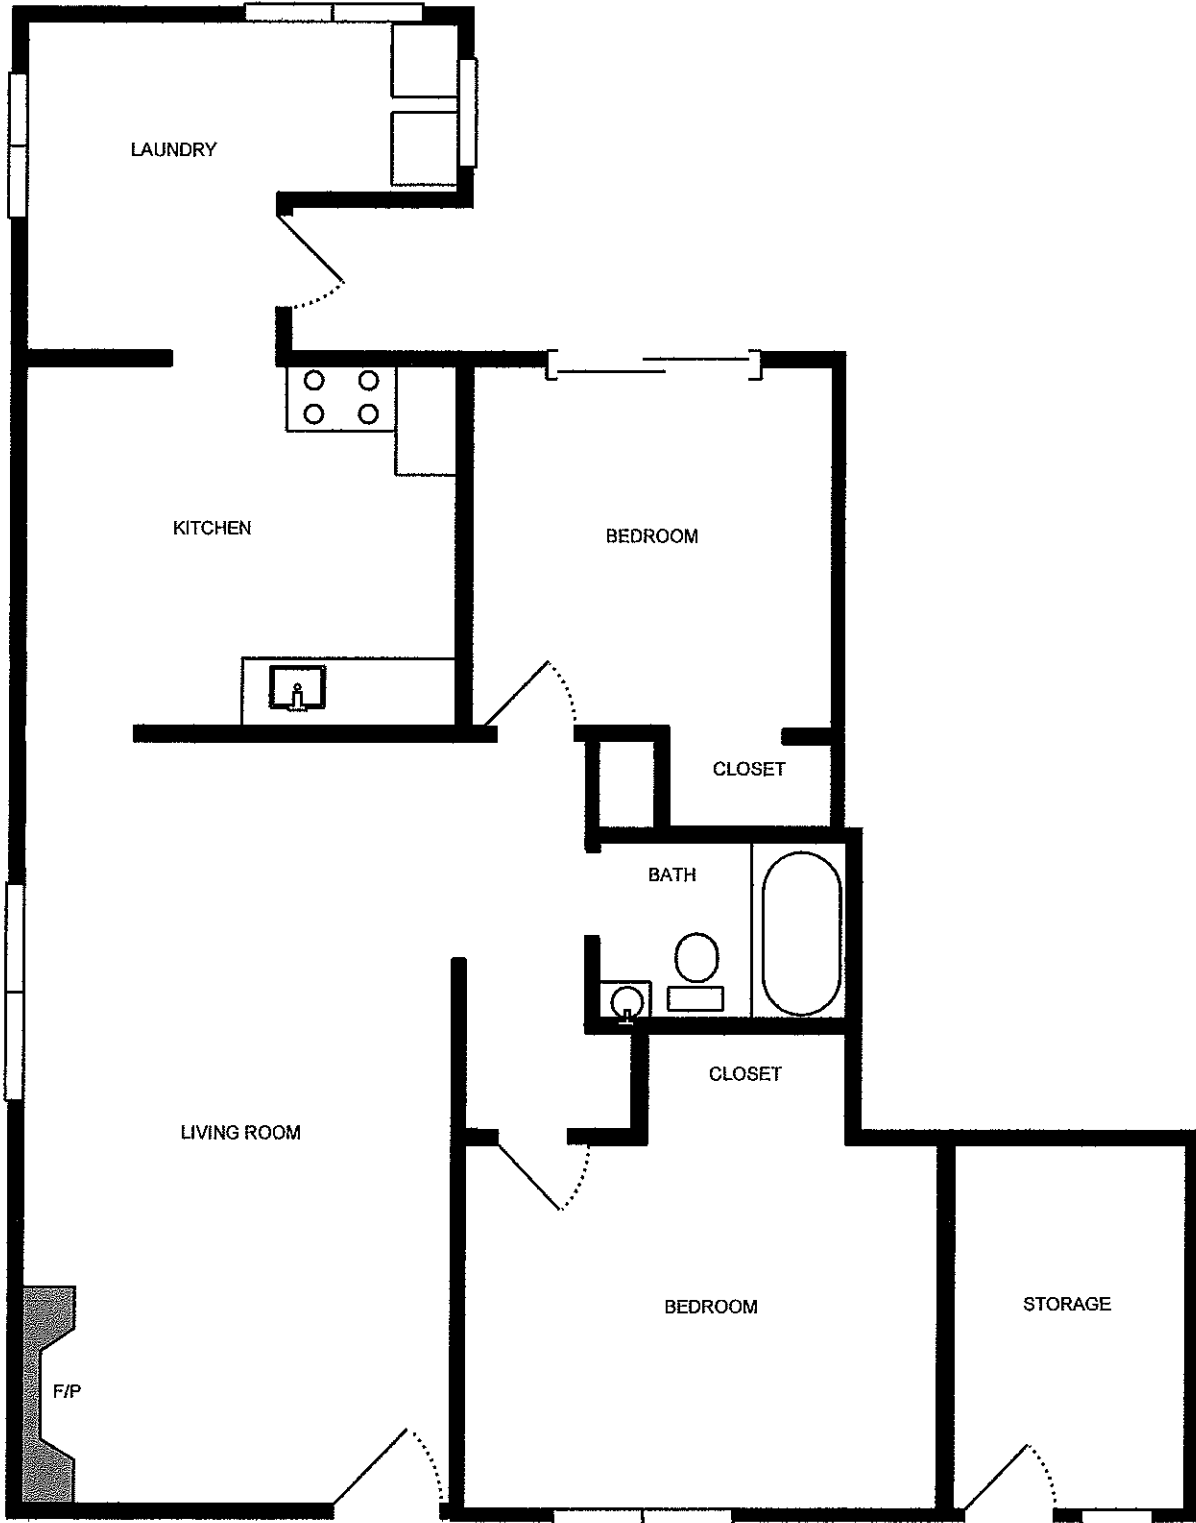 LAUNDRY
KITCHEN
BEDROOM
CLOSET
BATH
CLOSET
LIVING ROOM
BEDROOM
STORAGE
F/P